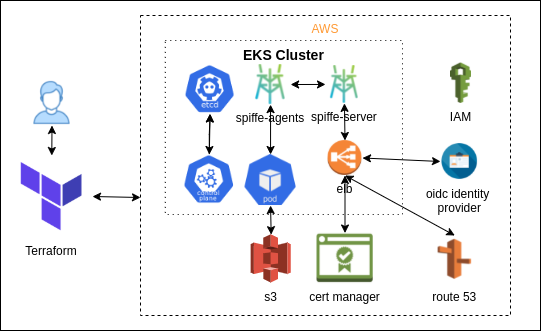 AWS
EKS Cluster
etcd
spiffe-agents
spiffe-server
IAM
control
plane
pod
elb
oidc identity
provider
Terraform
s3
cert manager
route 53